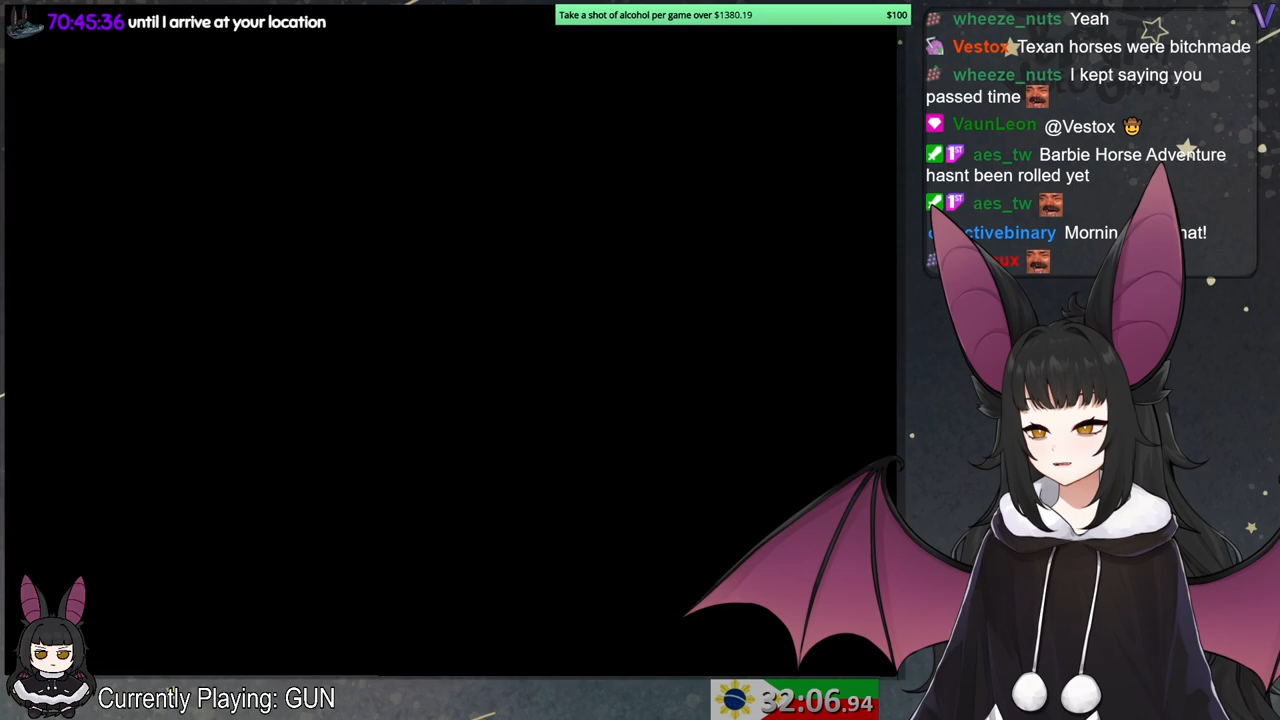 70:45:36 until I arrive at your location
Take a shot of alcohol per game over $1380.19 $100
wheeze_nuts Yeah
Vestox Texan horses were bitchmade
wheeze_nuts I kept saying you
passed time
VaunLeon @Vestox 🤠
1ST aes_tw Barbie Horse Adventure
hasnt been rolled yet
1ST aes_tw
Mornin
Currently Playing: GUN
32:06.94